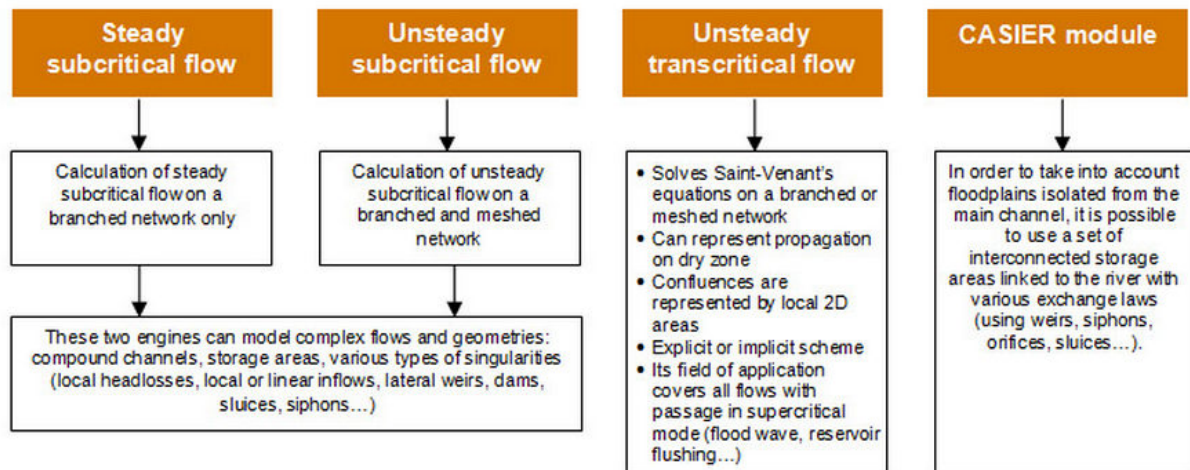 Steady
subcritical flow
Unsteady
subcritical flow
Unsteady
transcritical flow
CASIER module
Calculation of steady
subcritical flow on a
branched network only
Calculation of unsteady
subcritical flow on a
branched and meshed
network
These two engines can model complex flows and geometries:
compound channels, storage areas, various types of singularities
(local headlosses, local or linear inflows, lateral weirs, dams,
sluices, siphons…)
• Solves Saint-Venant's
equations on a branched or
meshed network
• Can represent propagation
on dry zone
• Confluences are
represented by local 2D
areas
• Explicit or implicit scheme
• Its field of application
covers all flows with
passage in supercritical
mode (flood wave, reservoir
flushing…)
In order to take into account
floodplains isolated from the
main channel, it is possible
to use a set of
interconnected storage
areas linked to the river with
various exchange laws
(using weirs, siphons,
orifices, sluices…).